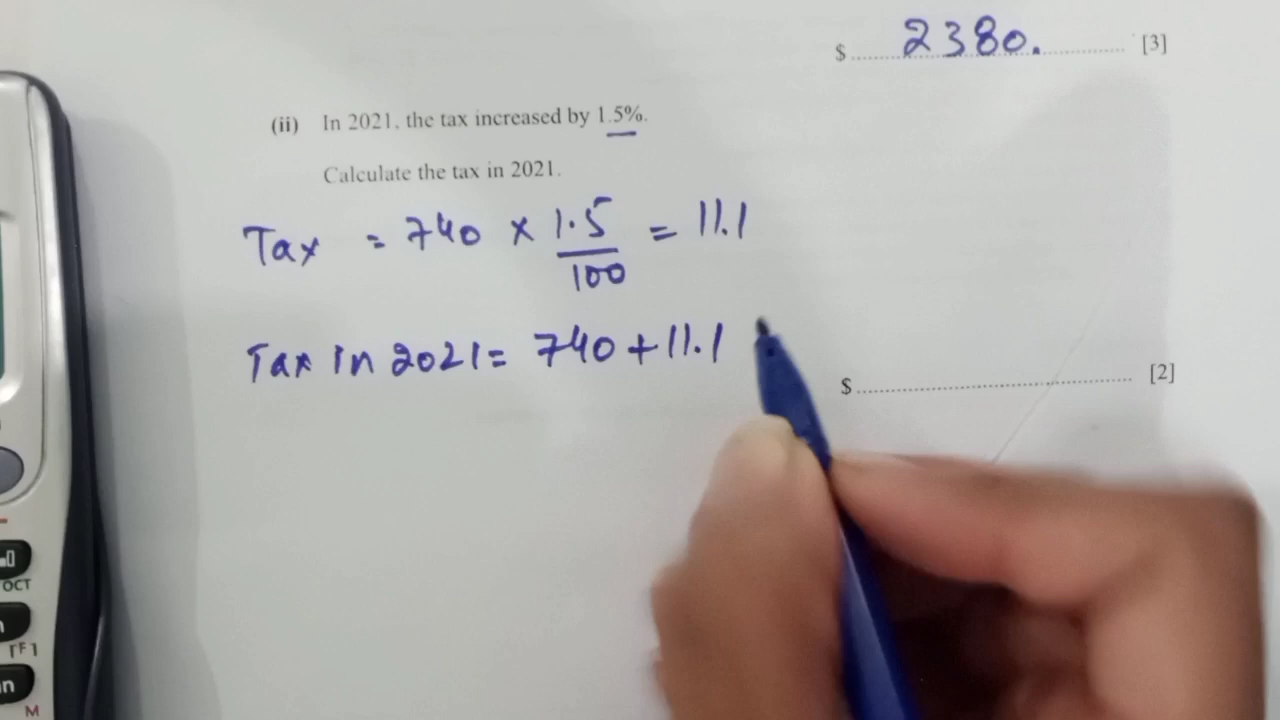 $ 2380. [3]
(ii) In 2021, the tax increased by 1.5%.
Calculate the tax in 2021.
Tax = 740 × 1.5/100 = 11.1
Tax in 2021 = 740 + 11.1
$ [2]
OCT
M